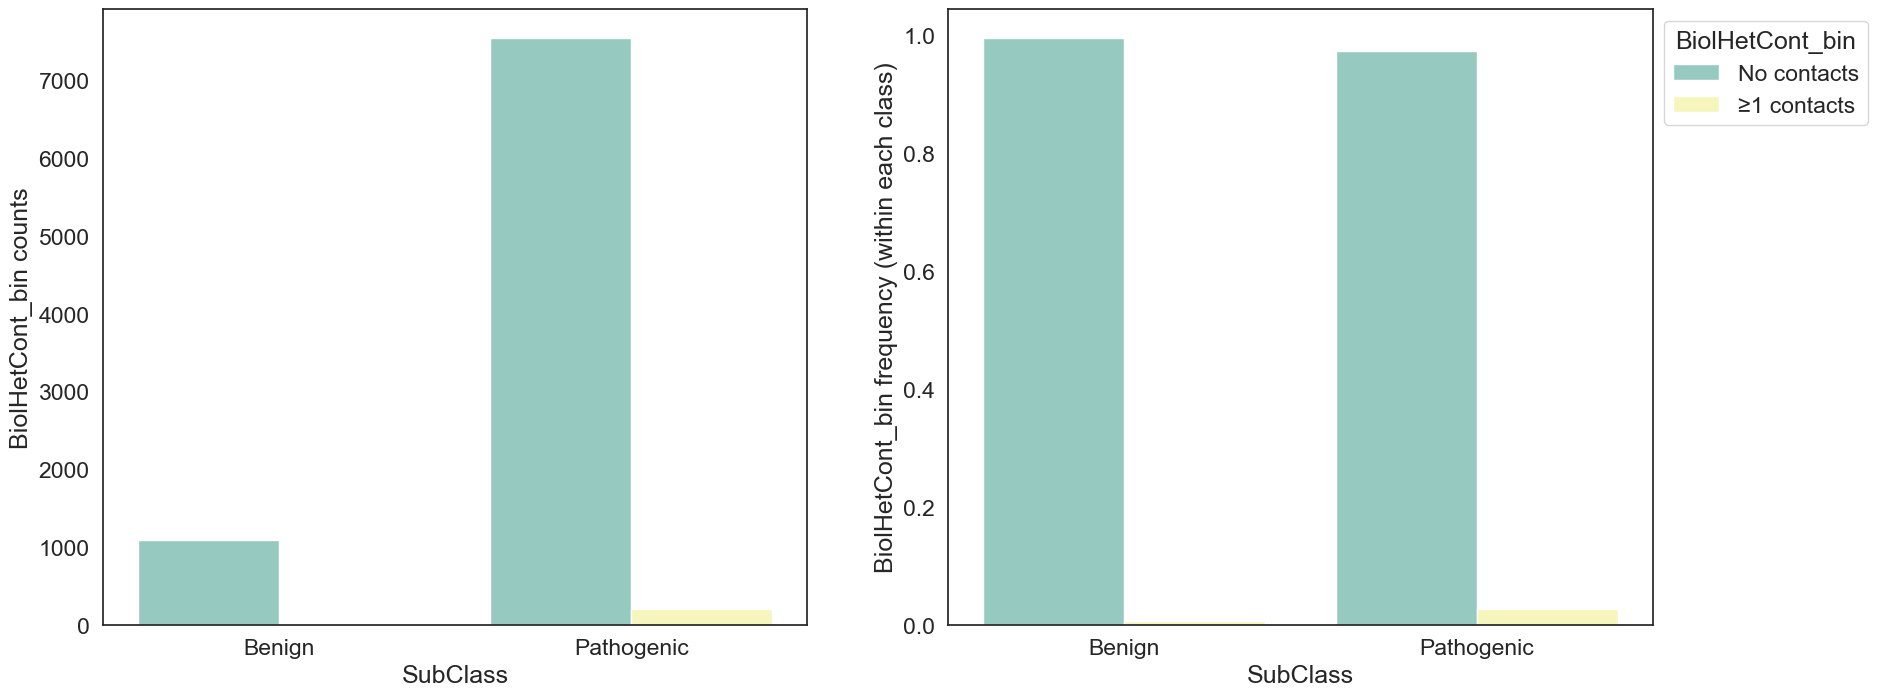 BiolHetCont_bin counts
7000
6000
5000
4000
3000
2000
1000
0
Benign
Pathogenic
SubClass
BiolHetCont_bin frequency (within each class)
1.0
0.8
0.6
0.4
0.2
0.0
Benign
Pathogenic
SubClass
BiolHetCont_bin
No contacts
≥1 contacts